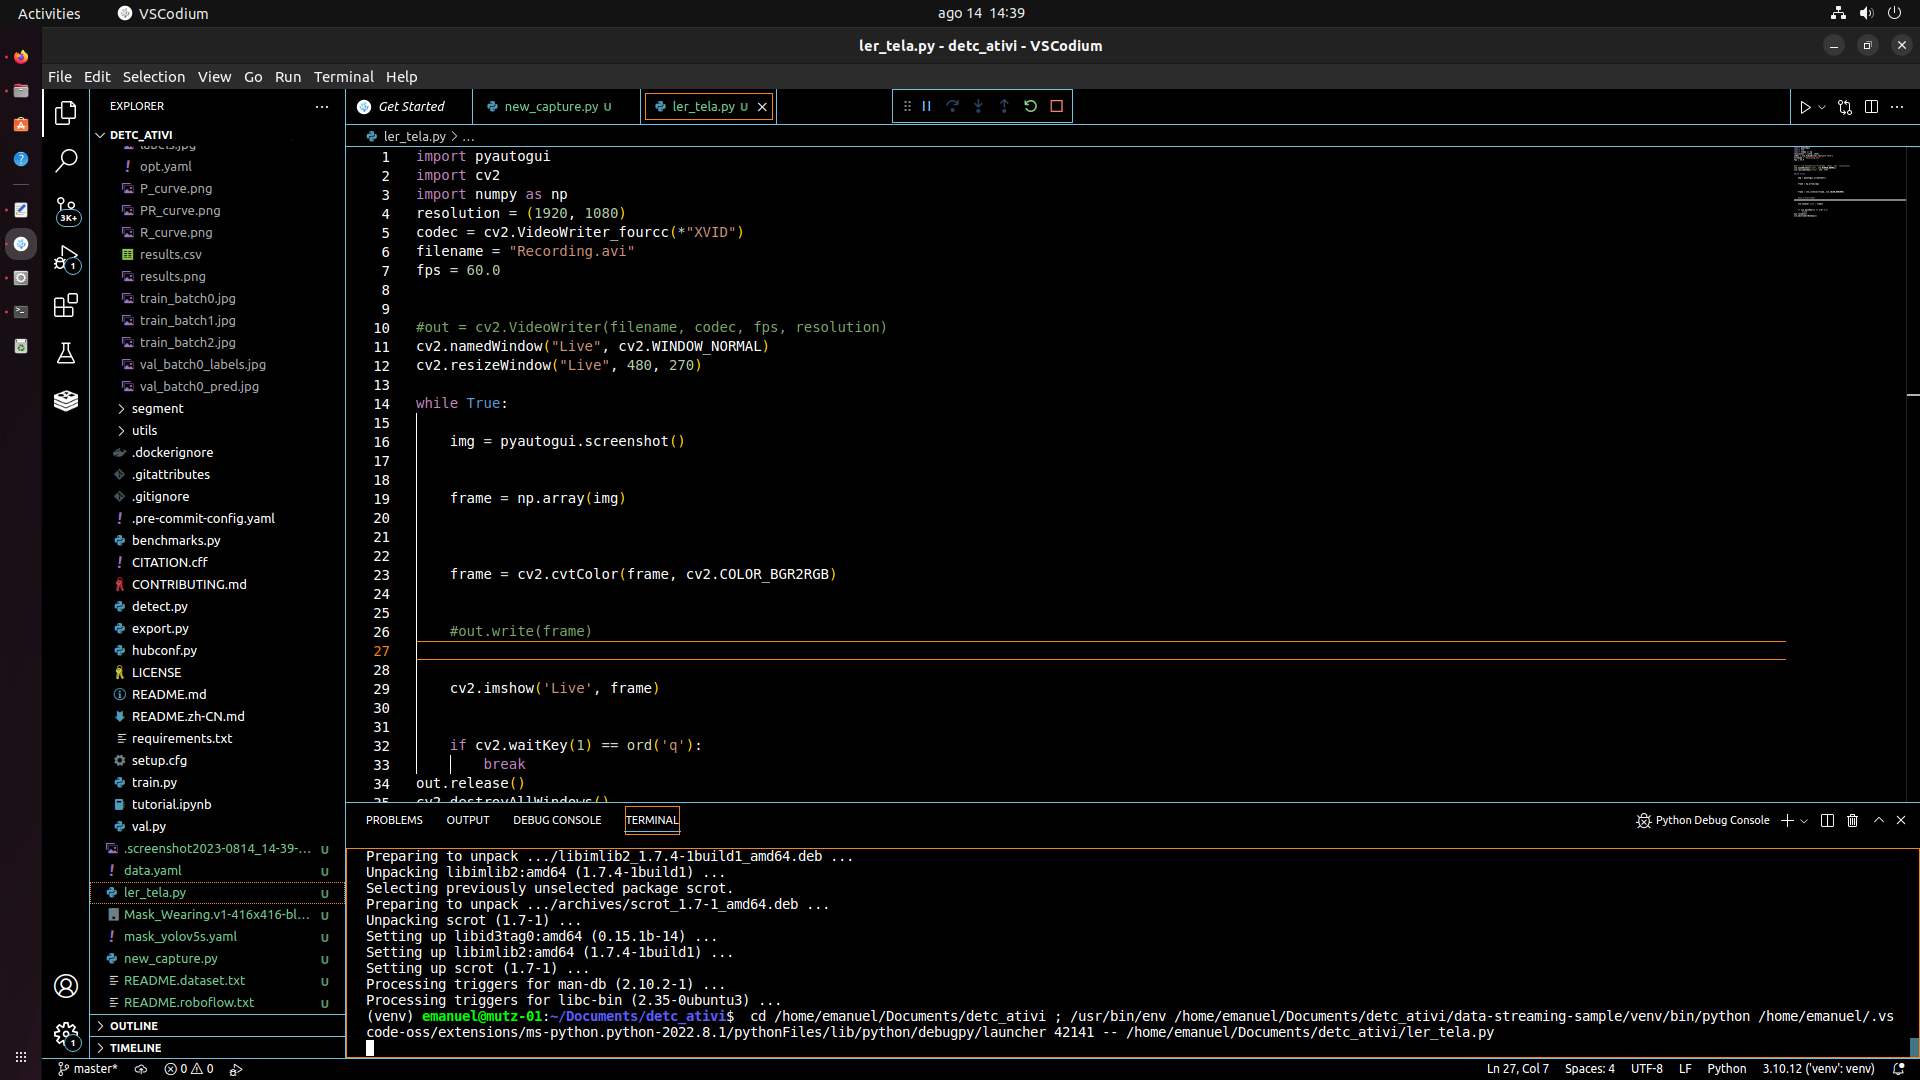 Activities
VSCodium
ago 14 14:39
ler_tela.py - detc_ativi - VSCodium
File Edit Selection View Go Run Terminal Help
EXPLORER
DETC_ATIVI
labels.jpg
opt.yaml
P_curve.png
PR_curve.png
R_curve.png
results.csv
results.png
train_batch0.jpg
train_batch1.jpg
train_batch2.jpg
val_batch0_labels.jpg
val_batch0_pred.jpg
segment
utils
.dockerignore
.gitattributes
.gitignore
.pre-commit-config.yaml
benchmarks.py
CITATION.cff
CONTRIBUTING.md
detect.py
export.py
hubconf.py
LICENSE
README.md
README.zh-CN.md
requirements.txt
setup.cfg
train.py
tutorial.ipynb
val.py
.screenshot2023-0814_14-39-... U
data.yaml U
ler_tela.py U
Mask_Wearing.v1-416x416-bl... U
mask_yolov5s.yaml U
new_capture.py U
README.dataset.txt U
README.roboflow.txt U
OUTLINE
TIMELINE
3K+
1
1
Get Started
new_capture.py U
ler_tela.py U
ler_tela.py > ...
1 import pyautogui
2 import cv2
3 import numpy as np
4 resolution = (1920, 1080)
5 codec = cv2.VideoWriter_fourcc(*"XVID")
6 filename = "Recording.avi"
7 fps = 60.0
8
9
10 #out = cv2.VideoWriter(filename, codec, fps, resolution)
11 cv2.namedWindow("Live", cv2.WINDOW_NORMAL)
12 cv2.resizeWindow("Live", 480, 270)
13
14 while True:
15
16 img = pyautogui.screenshot()
17
18
19 frame = np.array(img)
20
21
22
23 frame = cv2.cvtColor(frame, cv2.COLOR_BGR2RGB)
24
25
26 #out.write(frame)
27
28
29 cv2.imshow('Live', frame)
30
31
32 if cv2.waitKey(1) == ord('q'):
33 break
34 out.release()
35 cv2.destroyAllWindows()
PROBLEMS OUTPUT DEBUG CONSOLE TERMINAL
Python Debug Console
Preparing to unpack .../libimlib2_1.7.4-1build1_amd64.deb ...
Unpacking libimlib2:amd64 (1.7.4-1build1) ...
Selecting previously unselected package scrot.
Preparing to unpack .../archives/scrot_1.7-1_amd64.deb ...
Unpacking scrot (1.7-1) ...
Setting up libid3tag0:amd64 (0.15.1b-14) ...
Setting up libimlib2:amd64 (1.7.4-1build1) ...
Setting up scrot (1.7-1) ...
Processing triggers for man-db (2.10.2-1) ...
Processing triggers for libc-bin (2.35-0ubuntu3) ...
(venv) emanuel@mutz-01:~/Documents/detc_ativi$  cd /home/emanuel/Documents/detc_ativi ; /usr/bin/env /home/emanuel/Documents/detc_ativi/data-streaming-sample/venv/bin/python /home/emanuel/.vs
code-oss/extensions/ms-python.python-2022.8.1/pythonFiles/lib/python/debugpy/launcher 42141 -- /home/emanuel/Documents/detc_ativi/ler_tela.py
master* 0 0
Ln 27, Col 7 Spaces: 4 UTF-8 LF Python 3.10.12 ('venv': venv)